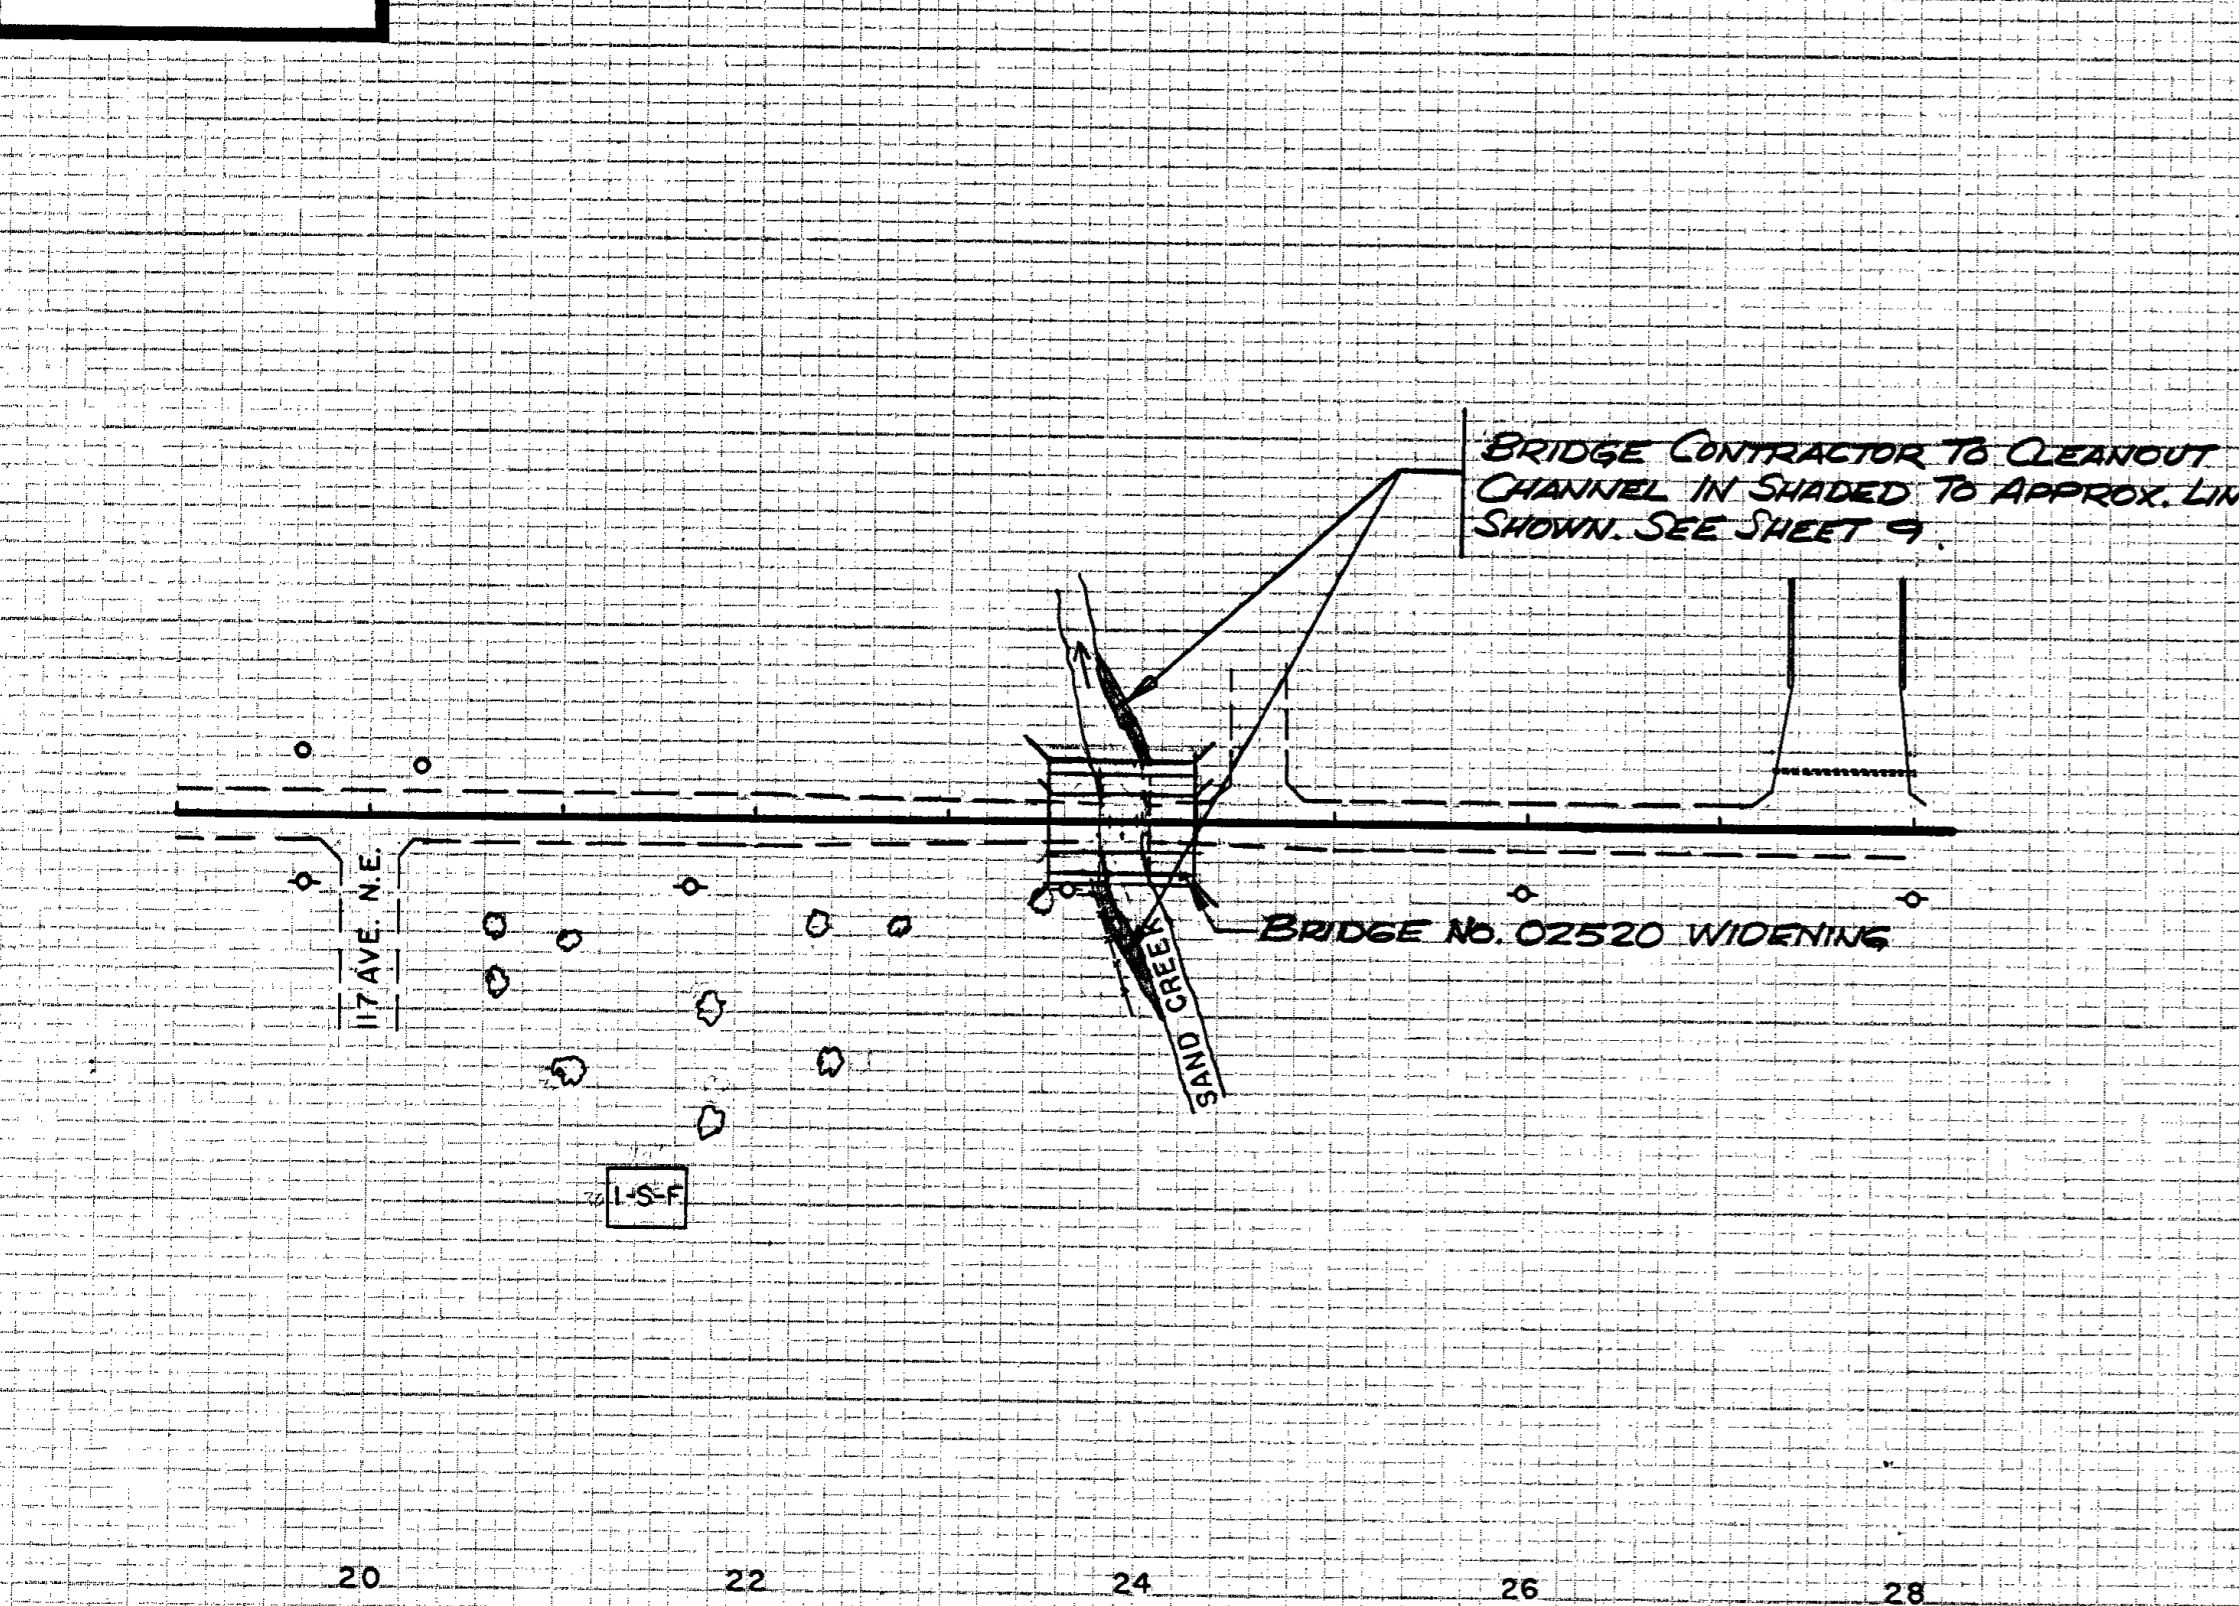 BRIDGE CONTRACTOR TO CLEANOUT
CHANNEL IN SHADED TO APPROX. LIN
SHOWN. SEE SHEET 9.
117 AVE. N.E.
BRIDGE NO. 02520 WIDENING
SAND CREEK
1-S-F
20 22 24 26 28